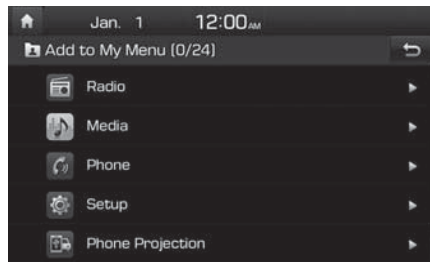 Jan. 1 12:00AM
Add to My Menu (0/24)
Radio
Media
Phone
Setup
Phone Projection